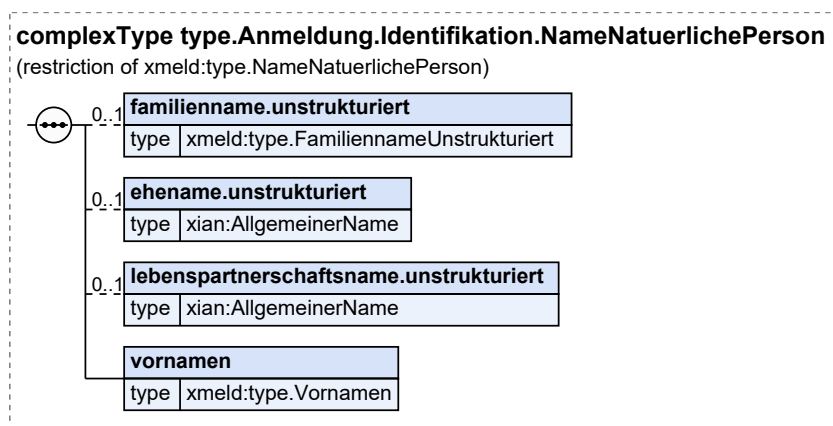 complexType type.Anmeldung.Identifikation.NameNatuerlichePerson
(restriction of xmeld:type.NameNatuerlichePerson)
0..1 familienname.unstrukturiert
type xmeld:type.FamiliennameUnstrukturiert
0..1 ehename.unstrukturiert
type xian:AllgemeinerName
0..1 lebenspartnerschaftsname.unstrukturiert
type xian:AllgemeinerName
vornamen
type xmeld:type.Vornamen